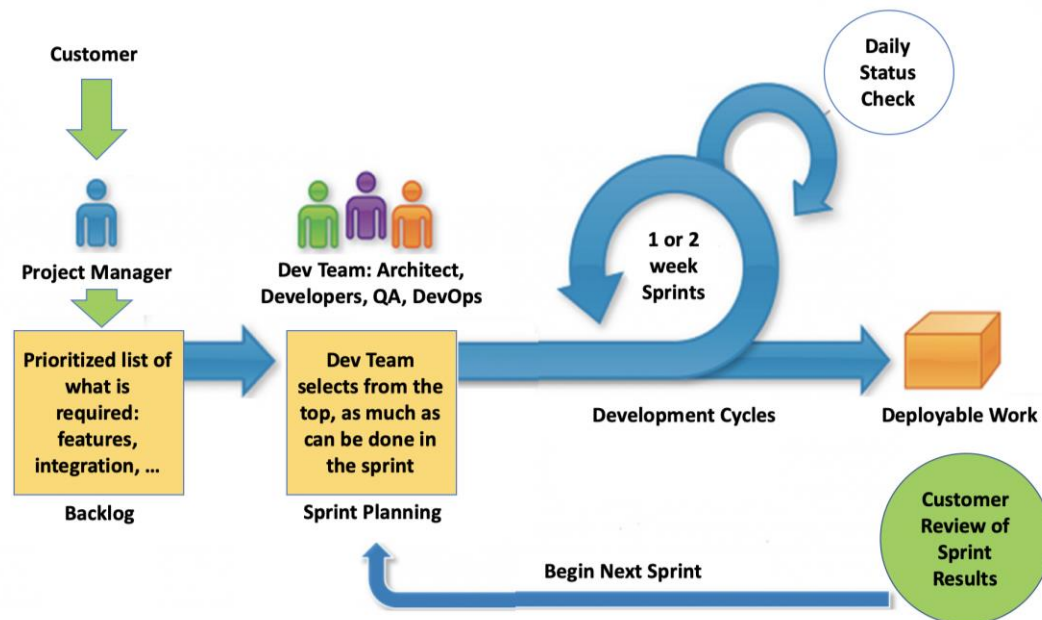 Customer
Project Manager
Prioritized list of
what is
required:
features,
integration, …
Backlog
Dev Team: Architect,
Developers, QA, DevOps
Dev Team
selects from the
top, as much as
can be done in
the sprint
Sprint Planning
1 or 2
week
Sprints
Daily
Status
Check
Development Cycles
Deployable Work
Customer
Review of
Sprint
Results
Begin Next Sprint